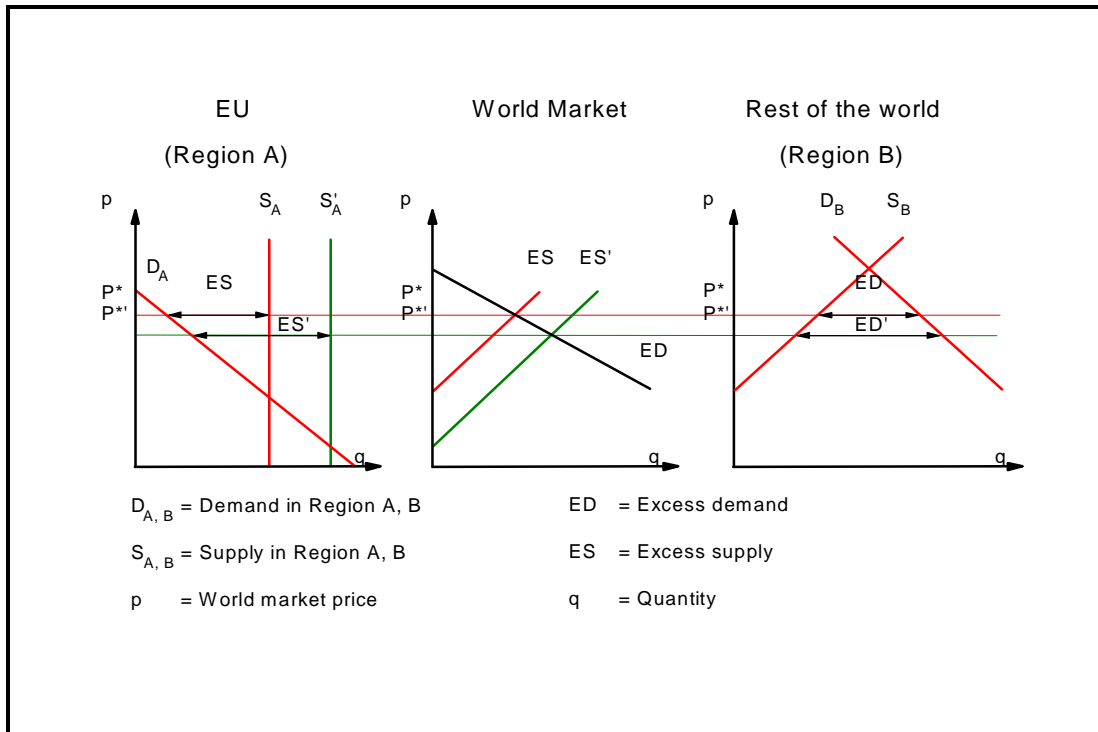 EU
(Region A)
World Market
Rest of the world
(Region B)
p
S_A
S'_A
D_A
ES
P*
P*'
ES'
q
p
ES
ES'
P*
P*'
ED
q
p
D_B
S_B
ED
P*
P*'
ED'
q
D_A, B = Demand in Region A, B
S_A, B = Supply in Region A, B
p = World market price
ED = Excess demand
ES = Excess supply
q = Quantity